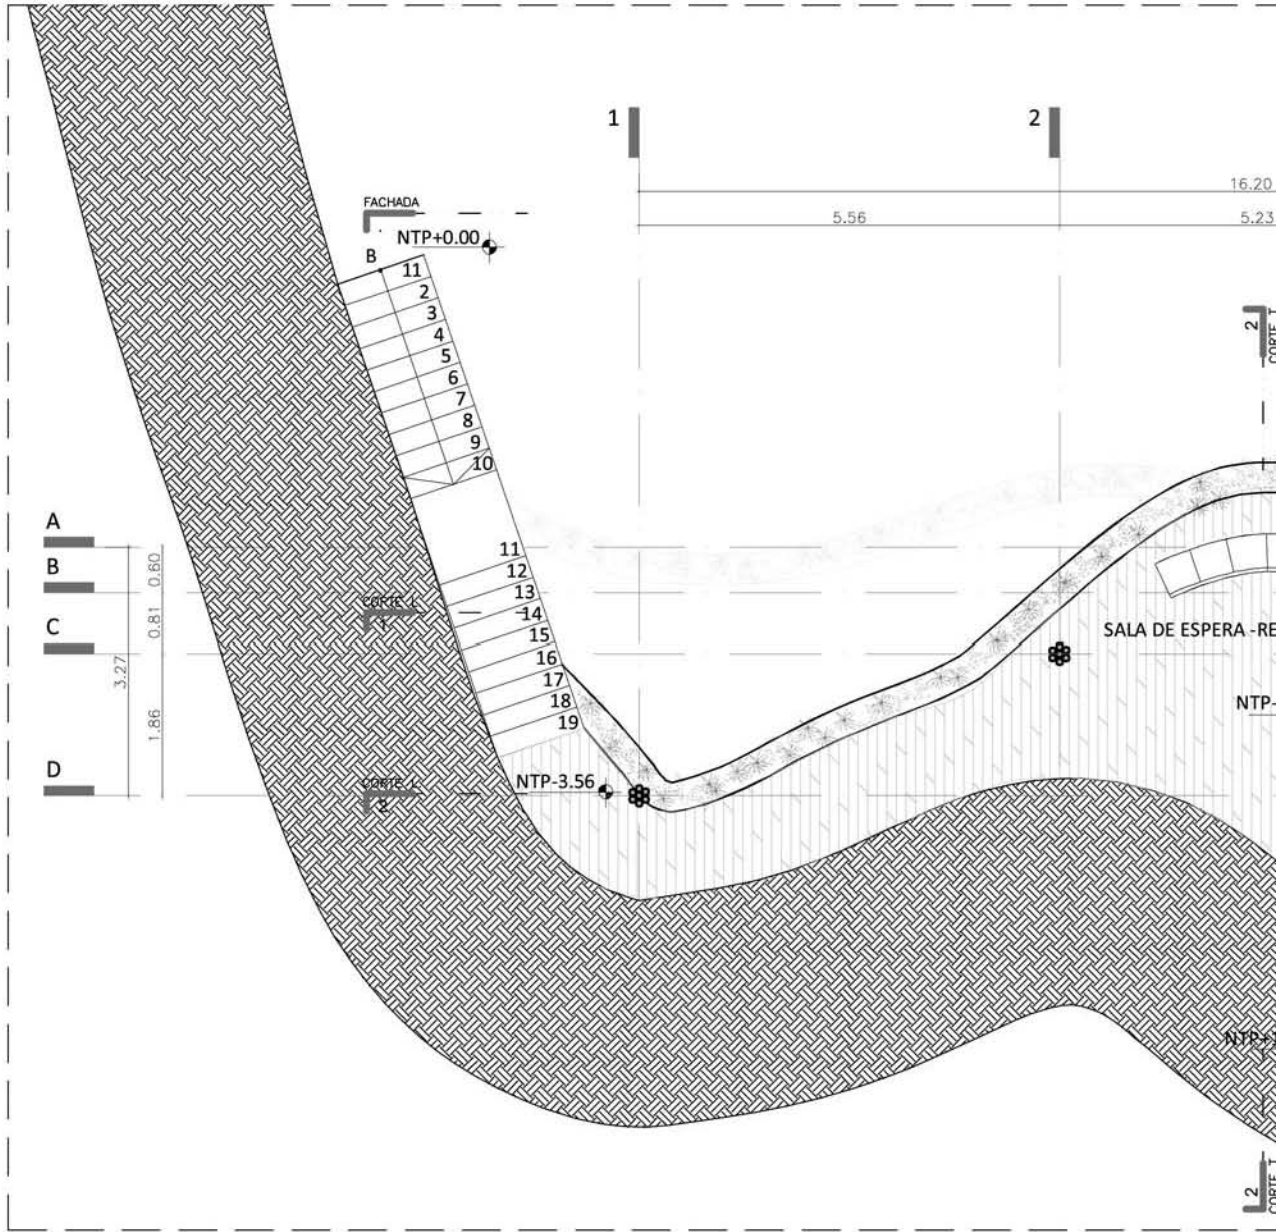 1
2
16.20
5.56
5.23
FACHADA
NTP+0.00
B
11
2
3
4
5
6
7
8
9
10
11
12
13
14
15
16
17
18
19
A
B
C
D
0.60
0.81
1.86
3.27
CORTE L
1
CORTE L
2
NTP-3.56
2
CORTE T
SALA DE ESPERA -RE
NTP-
NTP+
2
CORTE T